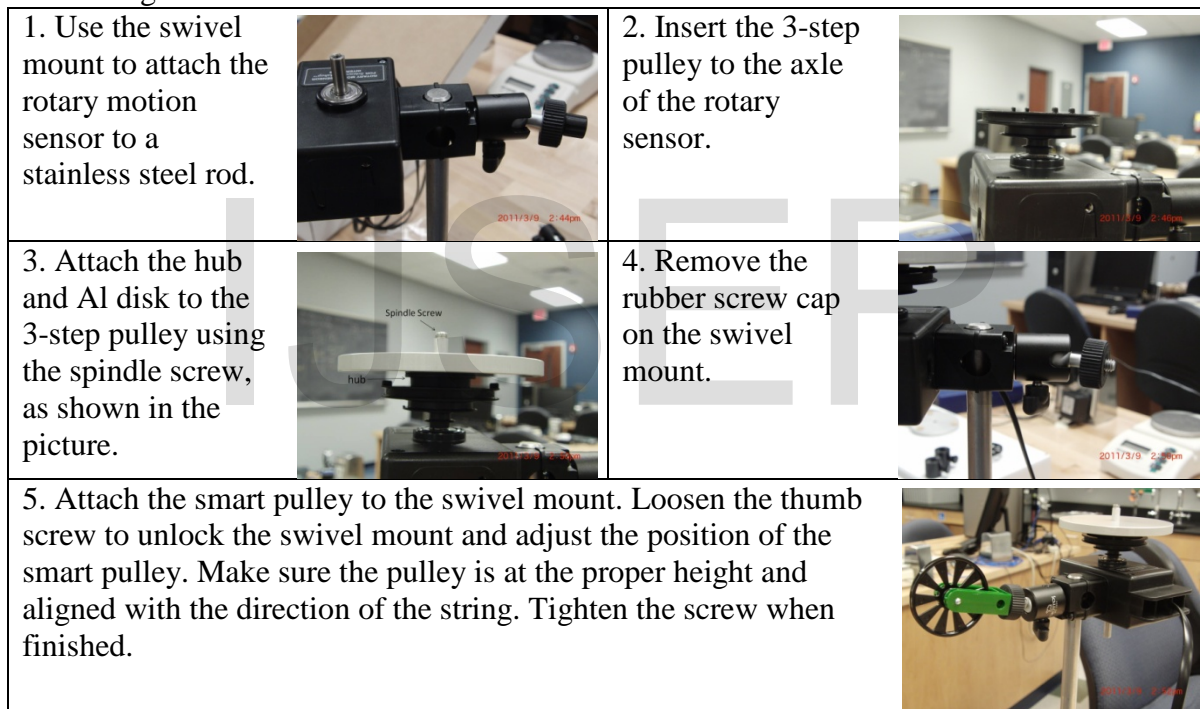 1. Use the swivel
mount to attach the
rotary motion
sensor to a
stainless steel rod.
2011/3/9 2:44pm
2. Insert the 3-step
pulley to the axle
of the rotary
sensor.
2011/3/9 2:46pm
3. Attach the hub
and Al disk to the
3-step pulley using
the spindle screw,
as shown in the
picture.
Spindle Screw
hub
2011/3/9
4. Remove the
rubber screw cap
on the swivel
mount.
2011/3/9
5. Attach the smart pulley to the swivel mount. Loosen the thumb
screw to unlock the swivel mount and adjust the position of the
smart pulley. Make sure the pulley is at the proper height and
aligned with the direction of the string. Tighten the screw when
finished.
IJSER